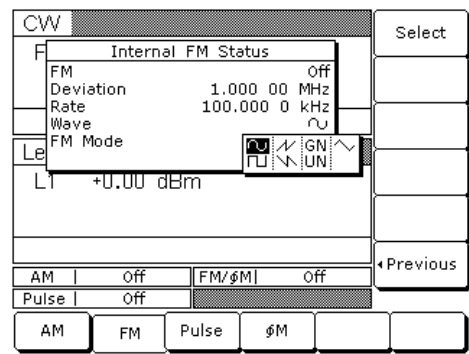 CW
Select
F
Internal FM Status
FM Off
Deviation 1.000 00 MHz
Rate 100.000 0 kHz
Wave
FM Mode
GN
UN
Le
L1 +0.00 dBm
◂Previous
AM | Off
FM/ϕM| Off
Pulse | Off
AM
FM
Pulse
ϕM